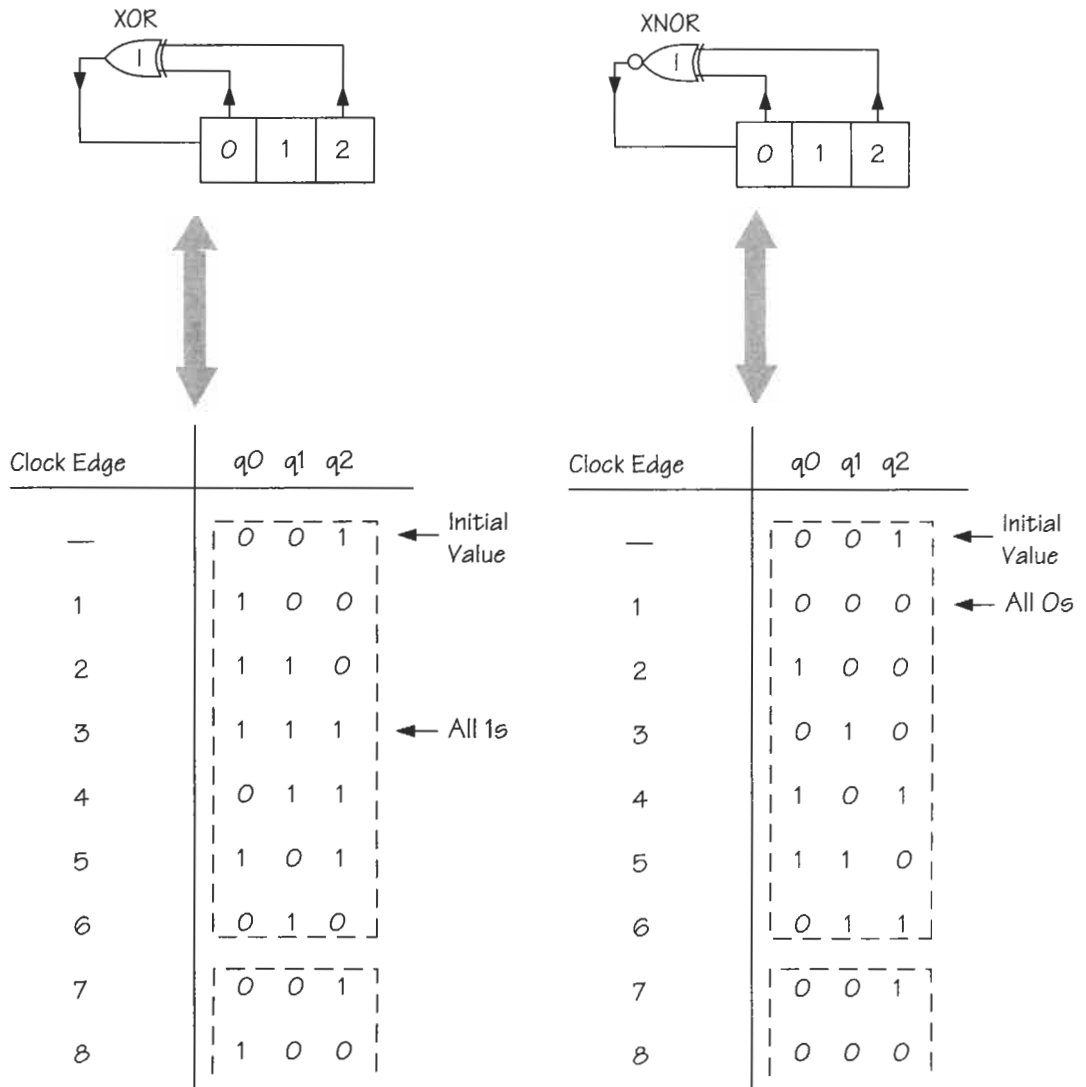 XOR
XNOR
0 1 2
0 1 2
Clock Edge q0 q1 q2
— 0 0 1 Initial Value
1 1 0 0
2 1 1 0
3 1 1 1 All 1s
4 0 1 1
5 1 0 1
6 0 1 0
7 0 0 1
8 1 0 0
Clock Edge q0 q1 q2
— 0 0 1 Initial Value
1 0 0 0 All 0s
2 1 0 0
3 0 1 0
4 1 0 1
5 1 1 0
6 0 1 1
7 0 0 1
8 0 0 0